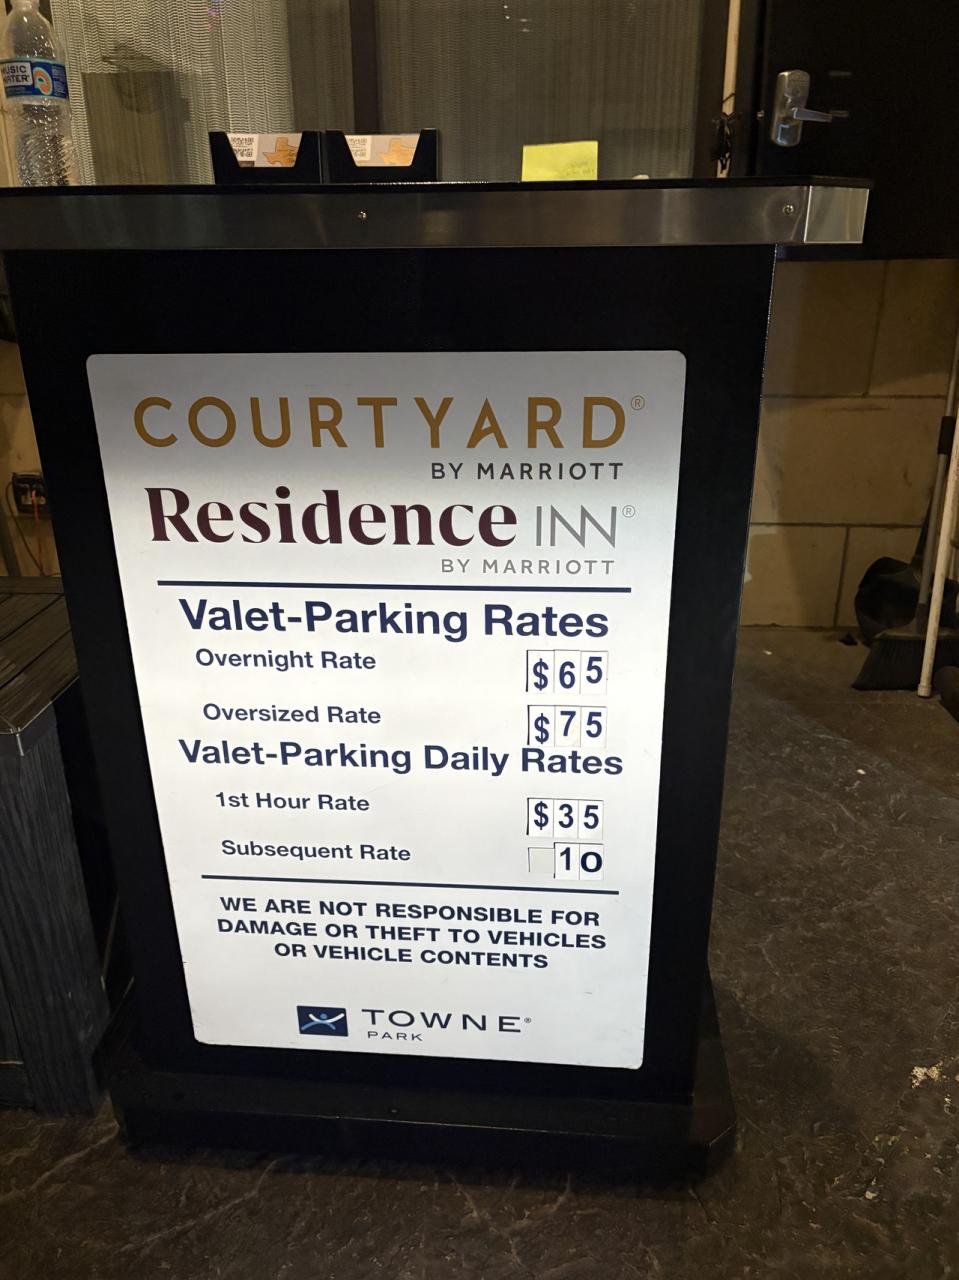 COURTYARD®
BY MARRIOTT
Residence INN®
BY MARRIOTT
Valet-Parking Rates
Overnight Rate $65
Oversized Rate $75
Valet-Parking Daily Rates
1st Hour Rate $35
Subsequent Rate 10
WE ARE NOT RESPONSIBLE FOR
DAMAGE OR THEFT TO VEHICLES
OR VEHICLE CONTENTS
TOWNE®
PARK